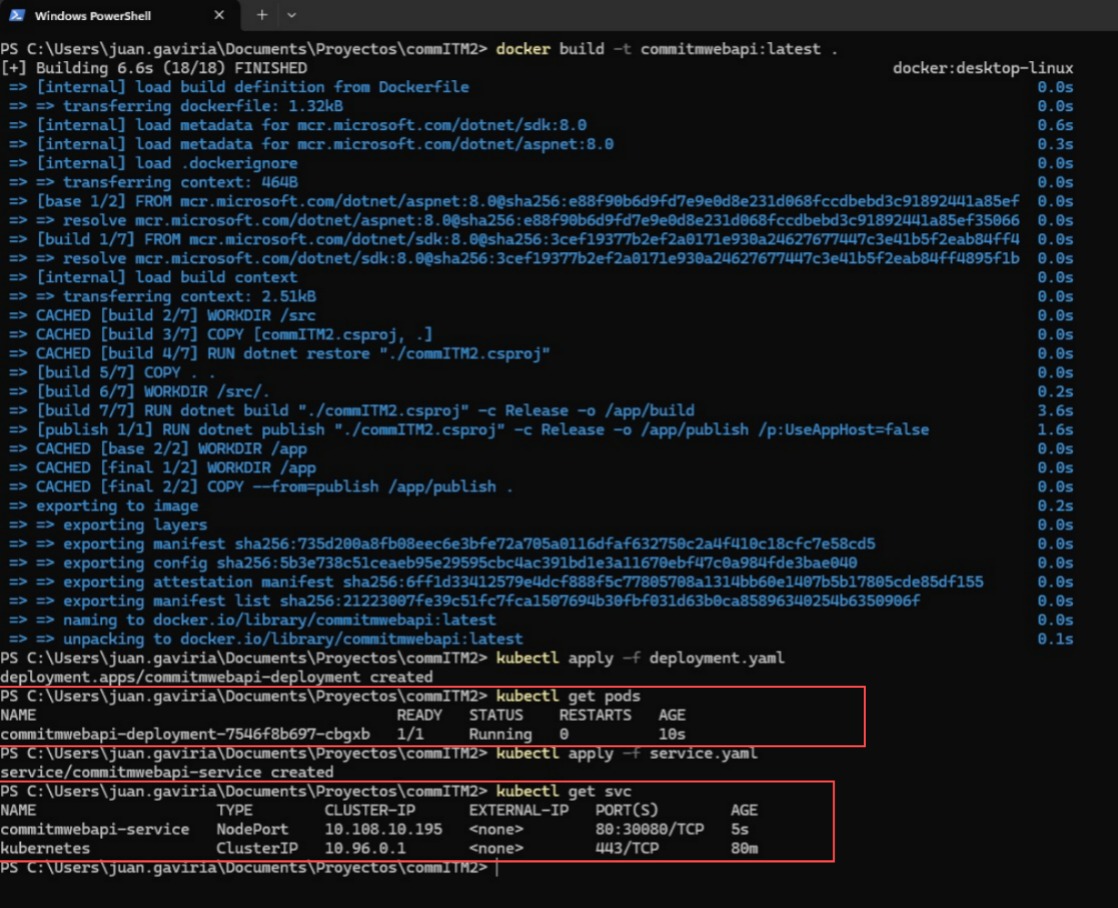 Windows PowerShell
PS C:\Users\juan.gaviria\Documents\Proyectos\commITM2> docker build -t commitmwebapi:latest .
[+] Building 6.6s (18/18) FINISHED docker:desktop-linux
=> [internal] load build definition from Dockerfile 0.0s
=> => transferring dockerfile: 1.32kB 0.0s
=> [internal] load metadata for mcr.microsoft.com/dotnet/sdk:8.0 0.6s
=> [internal] load metadata for mcr.microsoft.com/dotnet/aspnet:8.0 0.3s
=> [internal] load .dockerignore 0.0s
=> => transferring context: 464B 0.0s
=> [base 1/2] FROM mcr.microsoft.com/dotnet/aspnet:8.0@sha256:e88f90b6d9fd7e9e0d8e231d068fccdbebd3c91892441a85ef 0.0s
=> => resolve mcr.microsoft.com/dotnet/aspnet:8.0@sha256:e88f90b6d9fd7e9e0d8e231d068fccdbebd3c91892441a85ef35066 0.0s
=> [build 1/7] FROM mcr.microsoft.com/dotnet/sdk:8.0@sha256:3cef19377b2ef2a0171e930a24627677447c3e41b5f2eab84ff4 0.0s
=> => resolve mcr.microsoft.com/dotnet/sdk:8.0@sha256:3cef19377b2ef2a0171e930a24627677447c3e41b5f2eab84ff4895f1b 0.0s
=> [internal] load build context 0.0s
=> => transferring context: 2.51kB 0.0s
=> CACHED [build 2/7] WORKDIR /src 0.0s
=> CACHED [build 3/7] COPY [commITM2.csproj, .] 0.0s
=> CACHED [build 4/7] RUN dotnet restore "./commITM2.csproj" 0.0s
=> [build 5/7] COPY . . 0.0s
=> [build 6/7] WORKDIR /src/. 0.2s
=> [build 7/7] RUN dotnet build "./commITM2.csproj" -c Release -o /app/build 3.6s
=> [publish 1/1] RUN dotnet publish "./commITM2.csproj" -c Release -o /app/publish /p:UseAppHost=false 1.6s
=> CACHED [base 2/2] WORKDIR /app 0.0s
=> CACHED [final 1/2] WORKDIR /app 0.0s
=> CACHED [final 2/2] COPY --from=publish /app/publish . 0.0s
=> exporting to image 0.2s
=> => exporting layers 0.0s
=> => exporting manifest sha256:735d200a8fb08eec6e3bfe72a705a0116dfaf632750c2a4f410c18cfc7e58cd5 0.0s
=> => exporting config sha256:5b3e738c51ceaeb95e29595cbc4ac391bd1e3a11670ebf47c0a984fde3bae040 0.0s
=> => exporting attestation manifest sha256:6ff1d33412579e4dcf888f5c77805708a1314bb60e1407b5b17805cde85df155 0.0s
=> => exporting manifest list sha256:21223007fe39c51fc7fca1507694b30fbf031d63b0ca85896340254b6350906f 0.0s
=> => naming to docker.io/library/commitmwebapi:latest 0.0s
=> => unpacking to docker.io/library/commitmwebapi:latest 0.1s
PS C:\Users\juan.gaviria\Documents\Proyectos\commITM2> kubectl apply -f deployment.yaml
deployment.apps/commitmwebapi-deployment created
PS C:\Users\juan.gaviria\Documents\Proyectos\commITM2> kubectl get pods
NAME READY STATUS RESTARTS AGE
commitmwebapi-deployment-7546f8b697-cbgxb 1/1 Running 0 10s
PS C:\Users\juan.gaviria\Documents\Proyectos\commITM2> kubectl apply -f service.yaml
service/commitmwebapi-service created
PS C:\Users\juan.gaviria\Documents\Proyectos\commITM2> kubectl get svc
NAME TYPE CLUSTER-IP EXTERNAL-IP PORT(S) AGE
commitmwebapi-service NodePort 10.108.10.195 <none> 80:30080/TCP 5s
kubernetes ClusterIP 10.96.0.1 <none> 443/TCP 80m
PS C:\Users\juan.gaviria\Documents\Proyectos\commITM2>